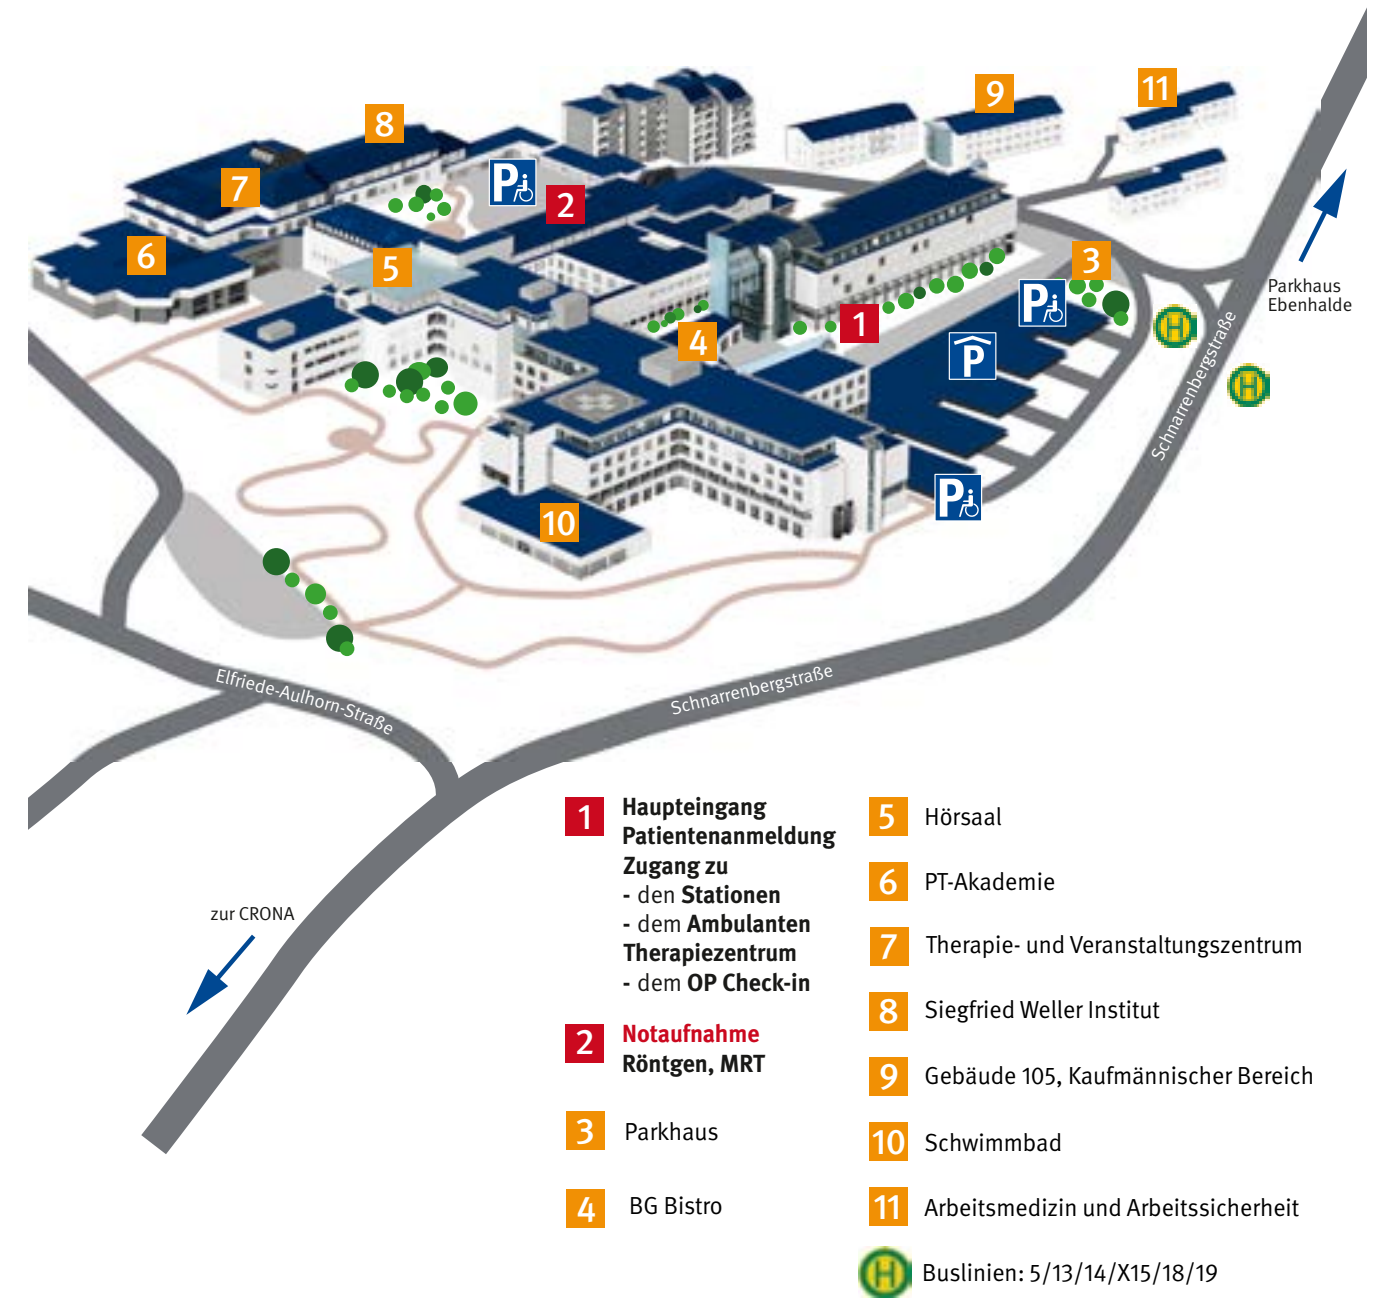 8
9
11
7
P
2
6
5
3
Parkhaus
Ebenhalde
P
1
H
4
P
H
Schnarrenbergstraße
P
10
Elfriede-Aulhorn-Straße
Schnarrenbergstraße
zur CRONA
1 Haupteingang
Patientenanmeldung
Zugang zu
- den Stationen
- dem Ambulanten
Therapiezentrum
- dem OP Check-in
2 Notaufnahme
Röntgen, MRT
3 Parkhaus
4 BG Bistro
5 Hörsaal
6 PT-Akademie
7 Therapie- und Veranstaltungszentrum
8 Siegfried Weller Institut
9 Gebäude 105, Kaufmännischer Bereich
10 Schwimmbad
11 Arbeitsmedizin und Arbeitssicherheit
H Buslinien: 5/13/14/X15/18/19